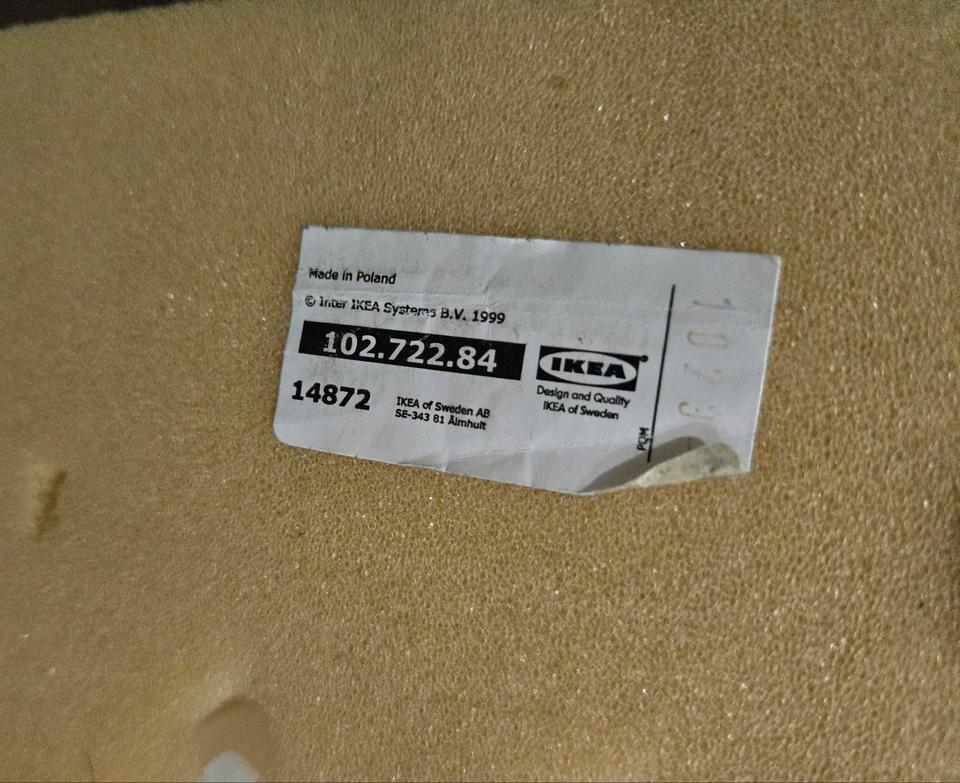 Made in Poland
© Inter IKEA Systems B.V. 1999
102.722.84
14872
IKEA of Sweden AB
SE-343 81 Älmhult
IKEA®
Design and Quality
IKEA of Sweden
PQM